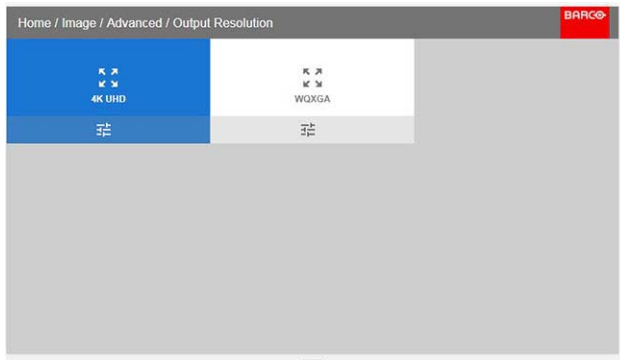 Home / Image / Advanced / Output Resolution
BARCO
4K UHD
WQXGA